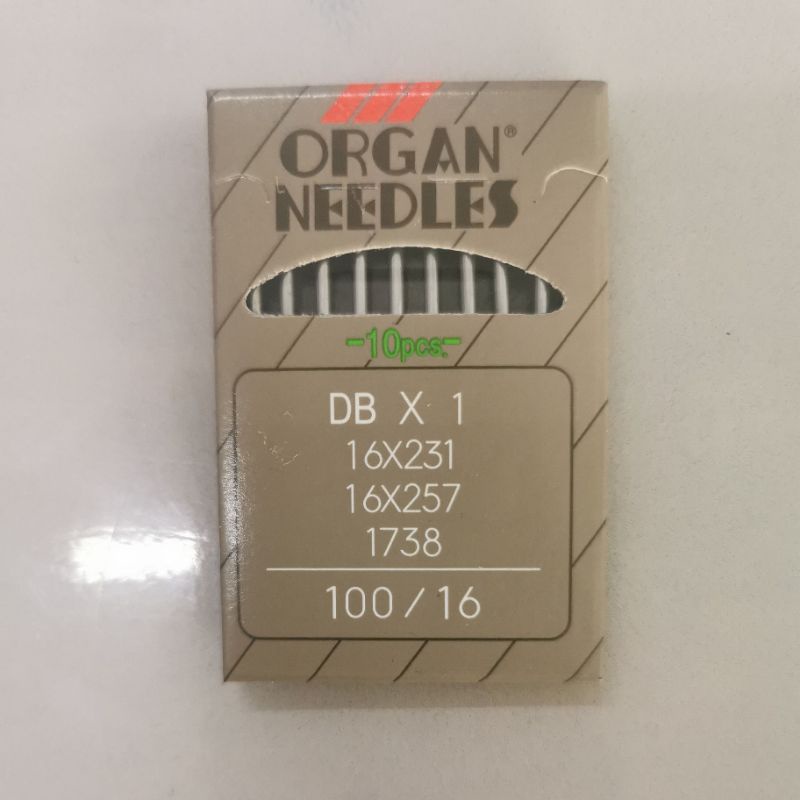 ORGAN®
NEEDLES
-10pcs.-
DB X 1
16X231
16X257
1738
100/16